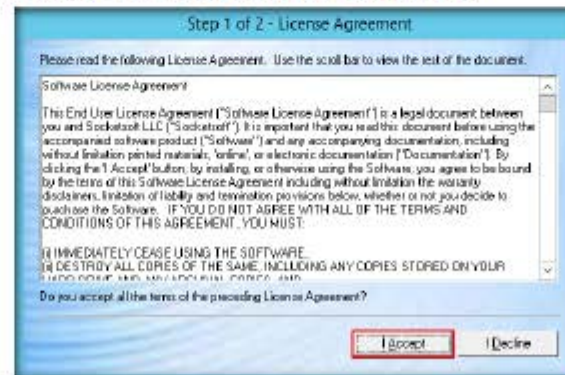 Step 1 of 2 - License Agreement
Please read the following License Agreement. Use the scroll bar to view the rest of the document.
Software License Agreement
This End User License Agreement ("Software License Agreement") is a legal document between
you and Socketsoft LLC ("Socketsoft"). It is important that you read this document before using the
accompanied software product ("Software") and any accompanying documentation, including
without limitation printed materials, 'online', or electronic documentation ("Documentation"). By
clicking the 'I Accept' button, by installing, or otherwise using the Software, you agree to be bound
by the terms of this Software License Agreement including without limitation the warranty
disclaimers, limitation of liability and termination provisions below, whether or not you decide to
purchase the Software. IF YOU DO NOT AGREE WITH ALL OF THE TERMS AND
CONDITIONS OF THIS AGREEMENT, YOU MUST:
(i) IMMEDIATELY CEASE USING THE SOFTWARE,
(ii) DESTROY ALL COPIES OF THE SAME, INCLUDING ANY COPIES STORED ON YOUR
Do you accept all the terms of the preceding License Agreement?
I Accept
I Decline